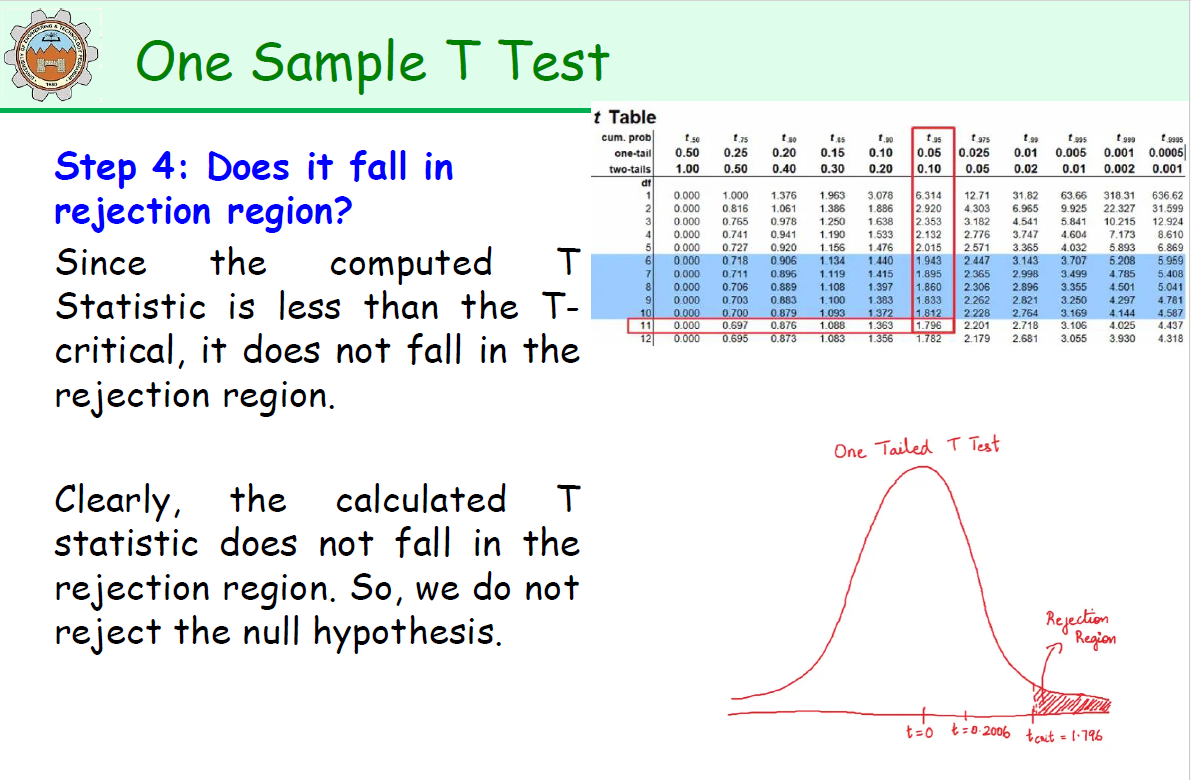 One Sample T Test
Step 4: Does it fall in
rejection region?
Since the computed T
Statistic is less than the T-
critical, it does not fall in the
rejection region.
Clearly, the calculated T
statistic does not fall in the
rejection region. So, we do not
reject the null hypothesis.
t Table
cum. prob t.50 t.75 t.80 t.85 t.90 t.95 t.975 t.99 t.995 t.999 t.9995
one-tail 0.50 0.25 0.20 0.15 0.10 0.05 0.025 0.01 0.005 0.001 0.0005
two-tails 1.00 0.50 0.40 0.30 0.20 0.10 0.05 0.02 0.01 0.002 0.001
df
1 0.000 1.000 1.376 1.963 3.078 6.314 12.71 31.82 63.66 318.31 636.62
2 0.000 0.816 1.061 1.386 1.886 2.920 4.303 6.965 9.925 22.327 31.599
3 0.000 0.765 0.978 1.250 1.638 2.353 3.182 4.541 5.841 10.215 12.924
4 0.000 0.741 0.941 1.190 1.533 2.132 2.776 3.747 4.604 7.173 8.610
5 0.000 0.727 0.920 1.156 1.476 2.015 2.571 3.365 4.032 5.893 6.869
6 0.000 0.718 0.906 1.134 1.440 1.943 2.447 3.143 3.707 5.208 5.959
7 0.000 0.711 0.896 1.119 1.415 1.895 2.365 2.998 3.499 4.785 5.408
8 0.000 0.706 0.889 1.108 1.397 1.860 2.306 2.896 3.355 4.501 5.041
9 0.000 0.703 0.883 1.100 1.383 1.833 2.262 2.821 3.250 4.297 4.781
10 0.000 0.700 0.879 1.093 1.372 1.812 2.228 2.764 3.169 4.144 4.587
11 0.000 0.697 0.876 1.088 1.363 1.796 2.201 2.718 3.106 4.025 4.437
12 0.000 0.695 0.873 1.083 1.356 1.782 2.179 2.681 3.055 3.930 4.318
One Tailed T Test
Rejection
Region
t=0 t=0.2006 tcrit = 1.796